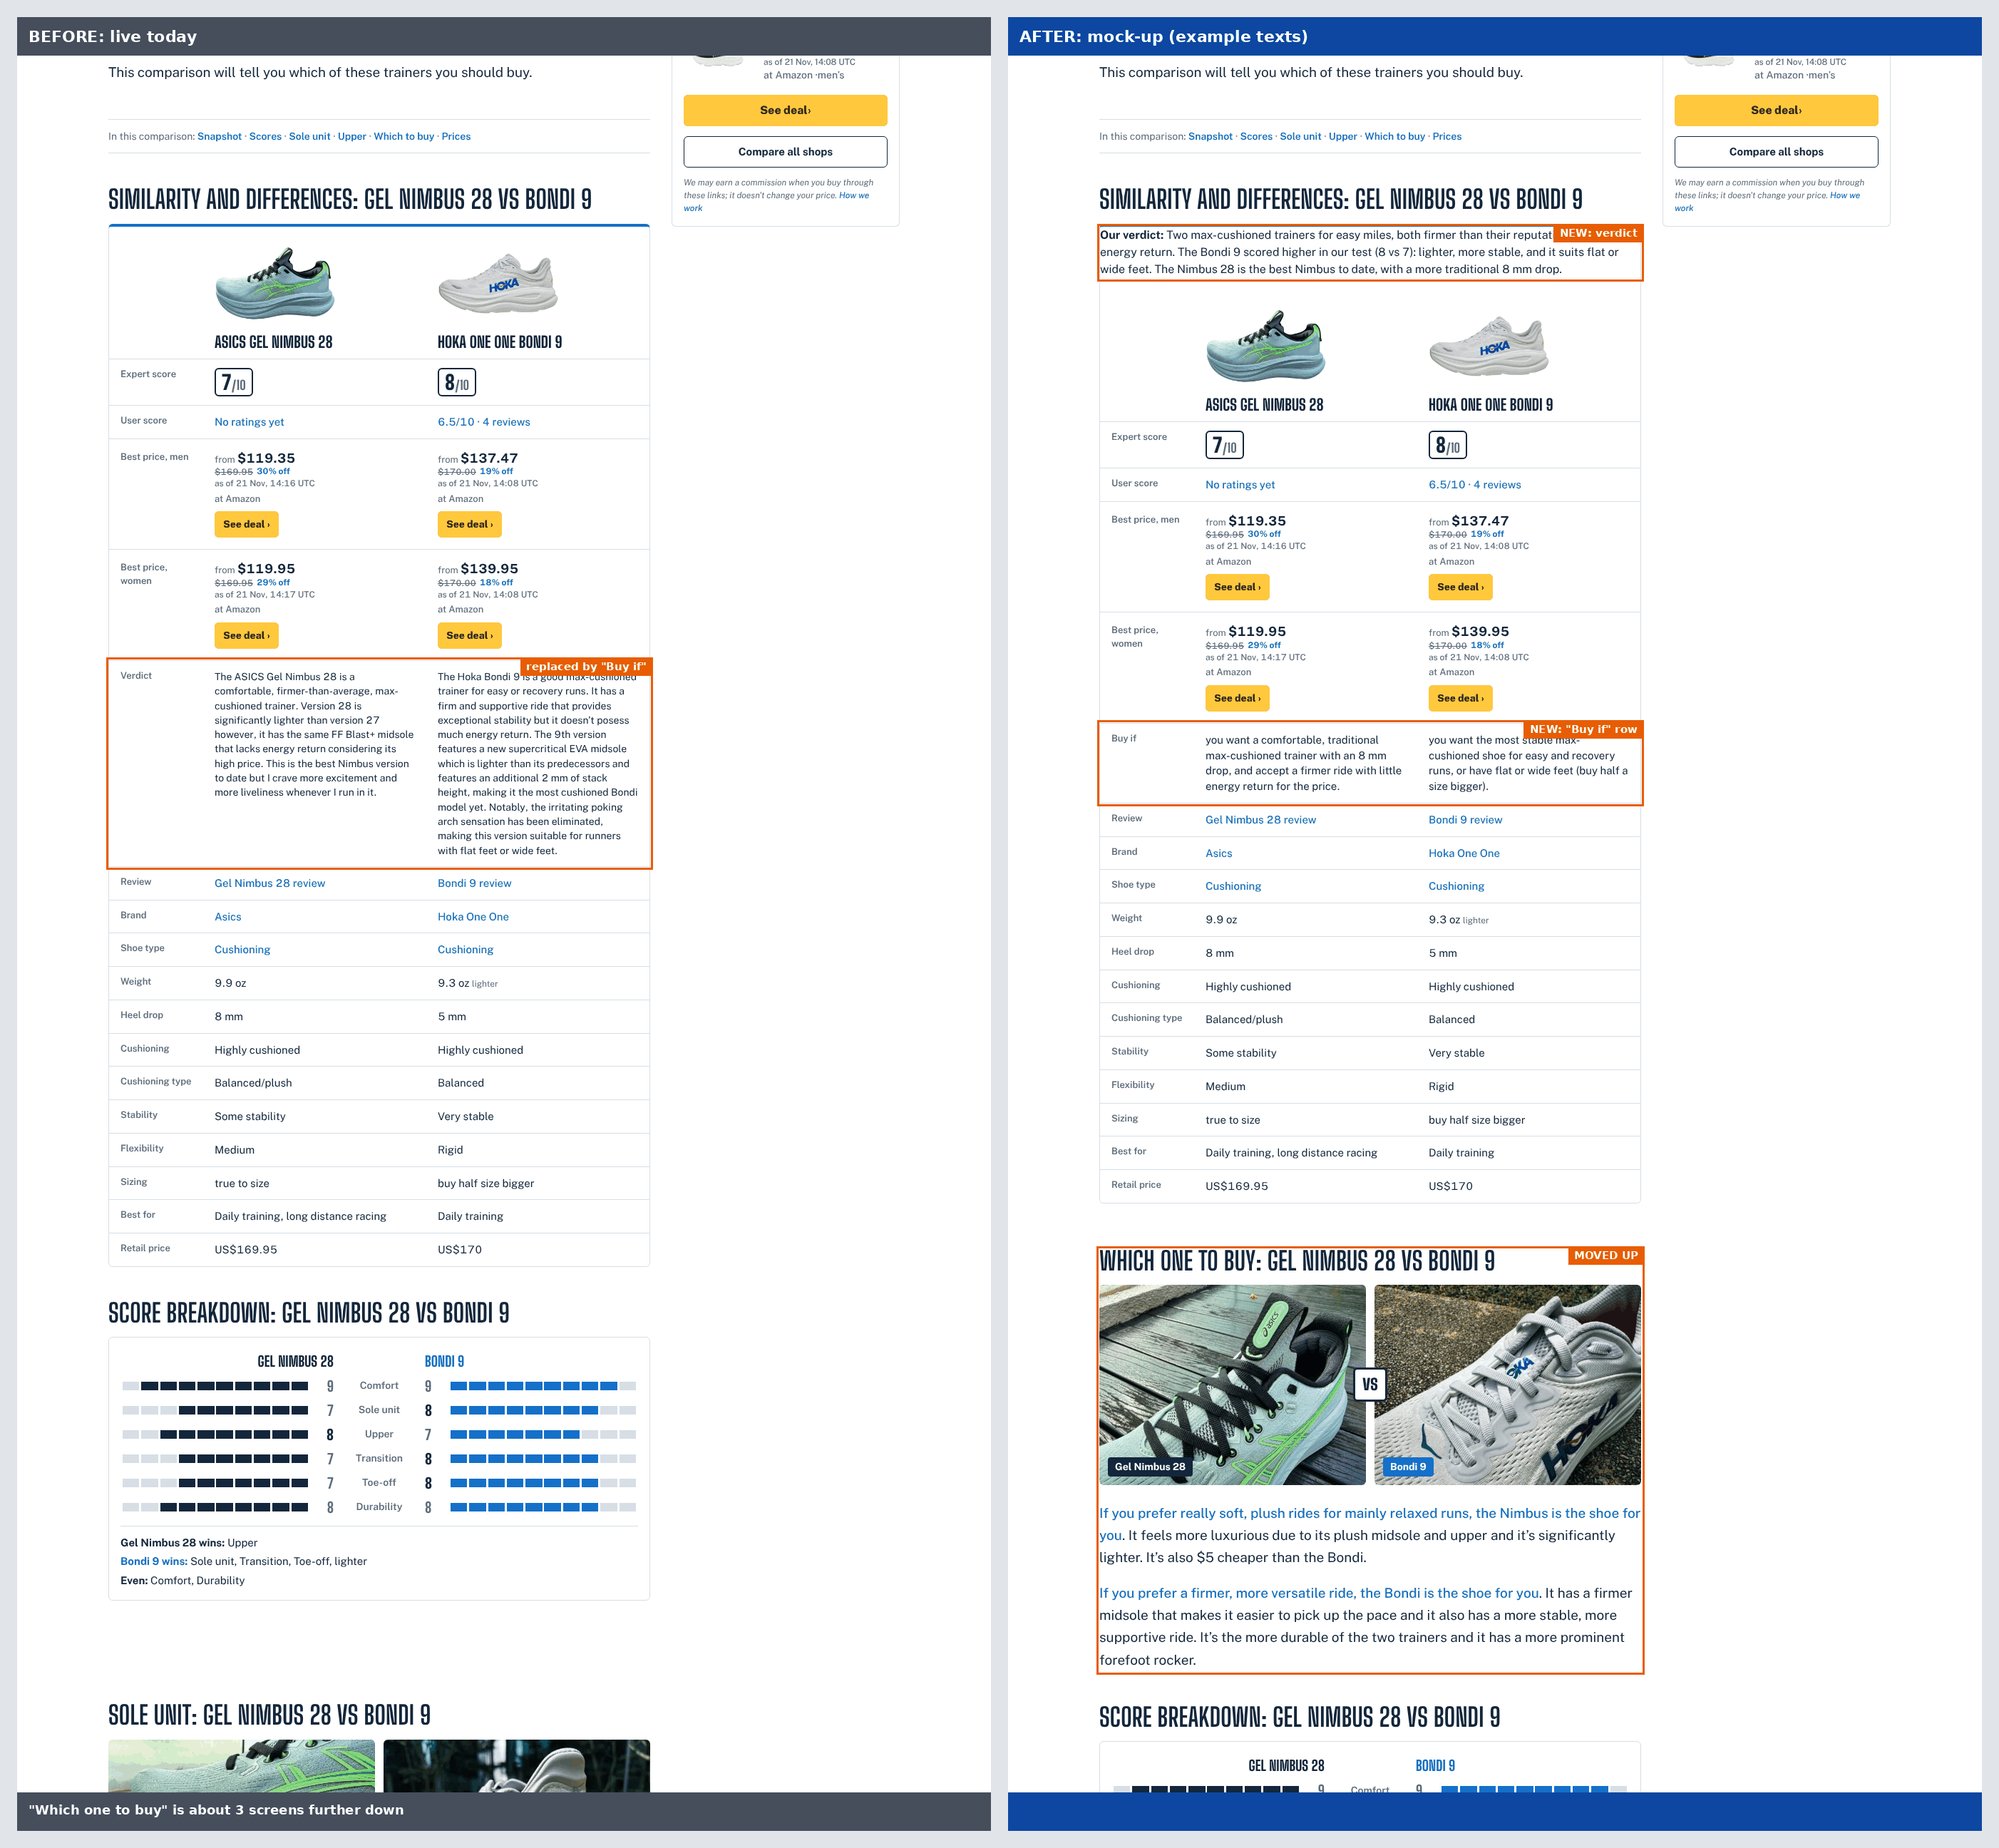 BEFORE: live today
This comparison will tell you which of these trainers you should buy.
as of 21 Nov, 14:08 UTC
at Amazon ·men's
See deal›
Compare all shops
We may earn a commission when you buy through
these links; it doesn't change your price. How we
work
In this comparison: Snapshot · Scores · Sole unit · Upper · Which to buy · Prices
SIMILARITY AND DIFFERENCES: GEL NIMBUS 28 VS BONDI 9
HOKA
ASICS GEL NIMBUS 28 HOKA ONE ONE BONDI 9
Expert score 7/10 8/10
User score No ratings yet 6.5/10 · 4 reviews
Best price, men from $119.35 from $137.47
$169.95 30% off $170.00 19% off
as of 21 Nov, 14:16 UTC as of 21 Nov, 14:08 UTC
at Amazon at Amazon
See deal › See deal ›
Best price, women from $119.95 from $139.95
$169.95 29% off $170.00 18% off
as of 21 Nov, 14:17 UTC as of 21 Nov, 14:08 UTC
at Amazon at Amazon
See deal › See deal ›
replaced by "Buy if"
Verdict
The ASICS Gel Nimbus 28 is a
comfortable, firmer-than-average, max-
cushioned trainer. Version 28 is
significantly lighter than version 27
however, it has the same FF Blast+ midsole
that lacks energy return considering its
high price. This is the best Nimbus version
to date but I crave more excitement and
more liveliness whenever I run in it.
The Hoka Bondi 9 is a good max-cushioned
trainer for easy or recovery runs. It has a
firm and supportive ride that provides
exceptional stability but it doesn't posess
much energy return. The 9th version
features a new supercritical EVA midsole
which is lighter than its predecessors and
features an additional 2 mm of stack
height, making it the most cushioned Bondi
model yet. Notably, the irritating poking
arch sensation has been eliminated,
making this version suitable for runners
with flat feet or wide feet.
Review Gel Nimbus 28 review Bondi 9 review
Brand Asics Hoka One One
Shoe type Cushioning Cushioning
Weight 9.9 oz 9.3 oz lighter
Heel drop 8 mm 5 mm
Cushioning Highly cushioned Highly cushioned
Cushioning type Balanced/plush Balanced
Stability Some stability Very stable
Flexibility Medium Rigid
Sizing true to size buy half size bigger
Best for Daily training, long distance racing Daily training
Retail price US$169.95 US$170
SCORE BREAKDOWN: GEL NIMBUS 28 VS BONDI 9
GEL NIMBUS 28 BONDI 9
9 Comfort 9
7 Sole unit 8
8 Upper 7
7 Transition 8
7 Toe-off 8
8 Durability 8
Gel Nimbus 28 wins: Upper
Bondi 9 wins: Sole unit, Transition, Toe-off, lighter
Even: Comfort, Durability
SOLE UNIT: GEL NIMBUS 28 VS BONDI 9
"Which one to buy" is about 3 screens further down
AFTER: mock-up (example texts)
This comparison will tell you which of these trainers you should buy.
as of 21 Nov, 14:08 UTC
at Amazon ·men's
See deal›
Compare all shops
We may earn a commission when you buy through
these links; it doesn't change your price. How we
work
In this comparison: Snapshot · Scores · Sole unit · Upper · Which to buy · Prices
SIMILARITY AND DIFFERENCES: GEL NIMBUS 28 VS BONDI 9
NEW: verdict
Our verdict: Two max-cushioned trainers for easy miles, both firmer than their
energy return. The Bondi 9 scored higher in our test (8 vs 7): lighter, more stable, and it suits flat or
wide feet. The Nimbus 28 is the best Nimbus to date, with a more traditional 8 mm drop.
HOKA
ASICS GEL NIMBUS 28 HOKA ONE ONE BONDI 9
Expert score 7/10 8/10
User score No ratings yet 6.5/10 · 4 reviews
Best price, men from $119.35 from $137.47
$169.95 30% off $170.00 19% off
as of 21 Nov, 14:16 UTC as of 21 Nov, 14:08 UTC
at Amazon at Amazon
See deal › See deal ›
Best price, women from $119.95 from $139.95
$169.95 29% off $170.00 18% off
as of 21 Nov, 14:17 UTC as of 21 Nov, 14:08 UTC
at Amazon at Amazon
See deal › See deal ›
NEW: "Buy if" row
Buy if
you want a comfortable, traditional
max-cushioned trainer with an 8 mm
drop, and accept a firmer ride with little
energy return for the price.
you want the most stable max-
cushioned shoe for easy and recovery
runs, or have flat or wide feet (buy half a
size bigger).
Review Gel Nimbus 28 review Bondi 9 review
Brand Asics Hoka One One
Shoe type Cushioning Cushioning
Weight 9.9 oz 9.3 oz lighter
Heel drop 8 mm 5 mm
Cushioning Highly cushioned Highly cushioned
Cushioning type Balanced/plush Balanced
Stability Some stability Very stable
Flexibility Medium Rigid
Sizing true to size buy half size bigger
Best for Daily training, long distance racing Daily training
Retail price US$169.95 US$170
MOVED UP
WHICH ONE TO BUY: GEL NIMBUS 28 VS BONDI 9
asics
VS
HOKA
Gel Nimbus 28
Bondi 9
If you prefer really soft, plush rides for mainly relaxed runs, the Nimbus is the shoe for
you. It feels more luxurious due to its plush midsole and upper and it's significantly
lighter. It's also $5 cheaper than the Bondi.
If you prefer a firmer, more versatile ride, the Bondi is the shoe for you. It has a firmer
midsole that makes it easier to pick up the pace and it also has a more stable, more
supportive ride. It's the more durable of the two trainers and it has a more prominent
forefoot rocker.
SCORE BREAKDOWN: GEL NIMBUS 28 VS BONDI 9
GEL NIMBUS 28 BONDI 9
9 Comfort 9